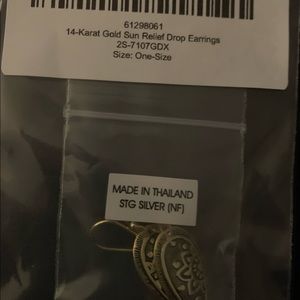 61298061
14-Karat Gold Sun Relief Drop Earrings
2S-7107GDX
Size: One-Size
MADE IN THAILAND
STG SILVER (NF)